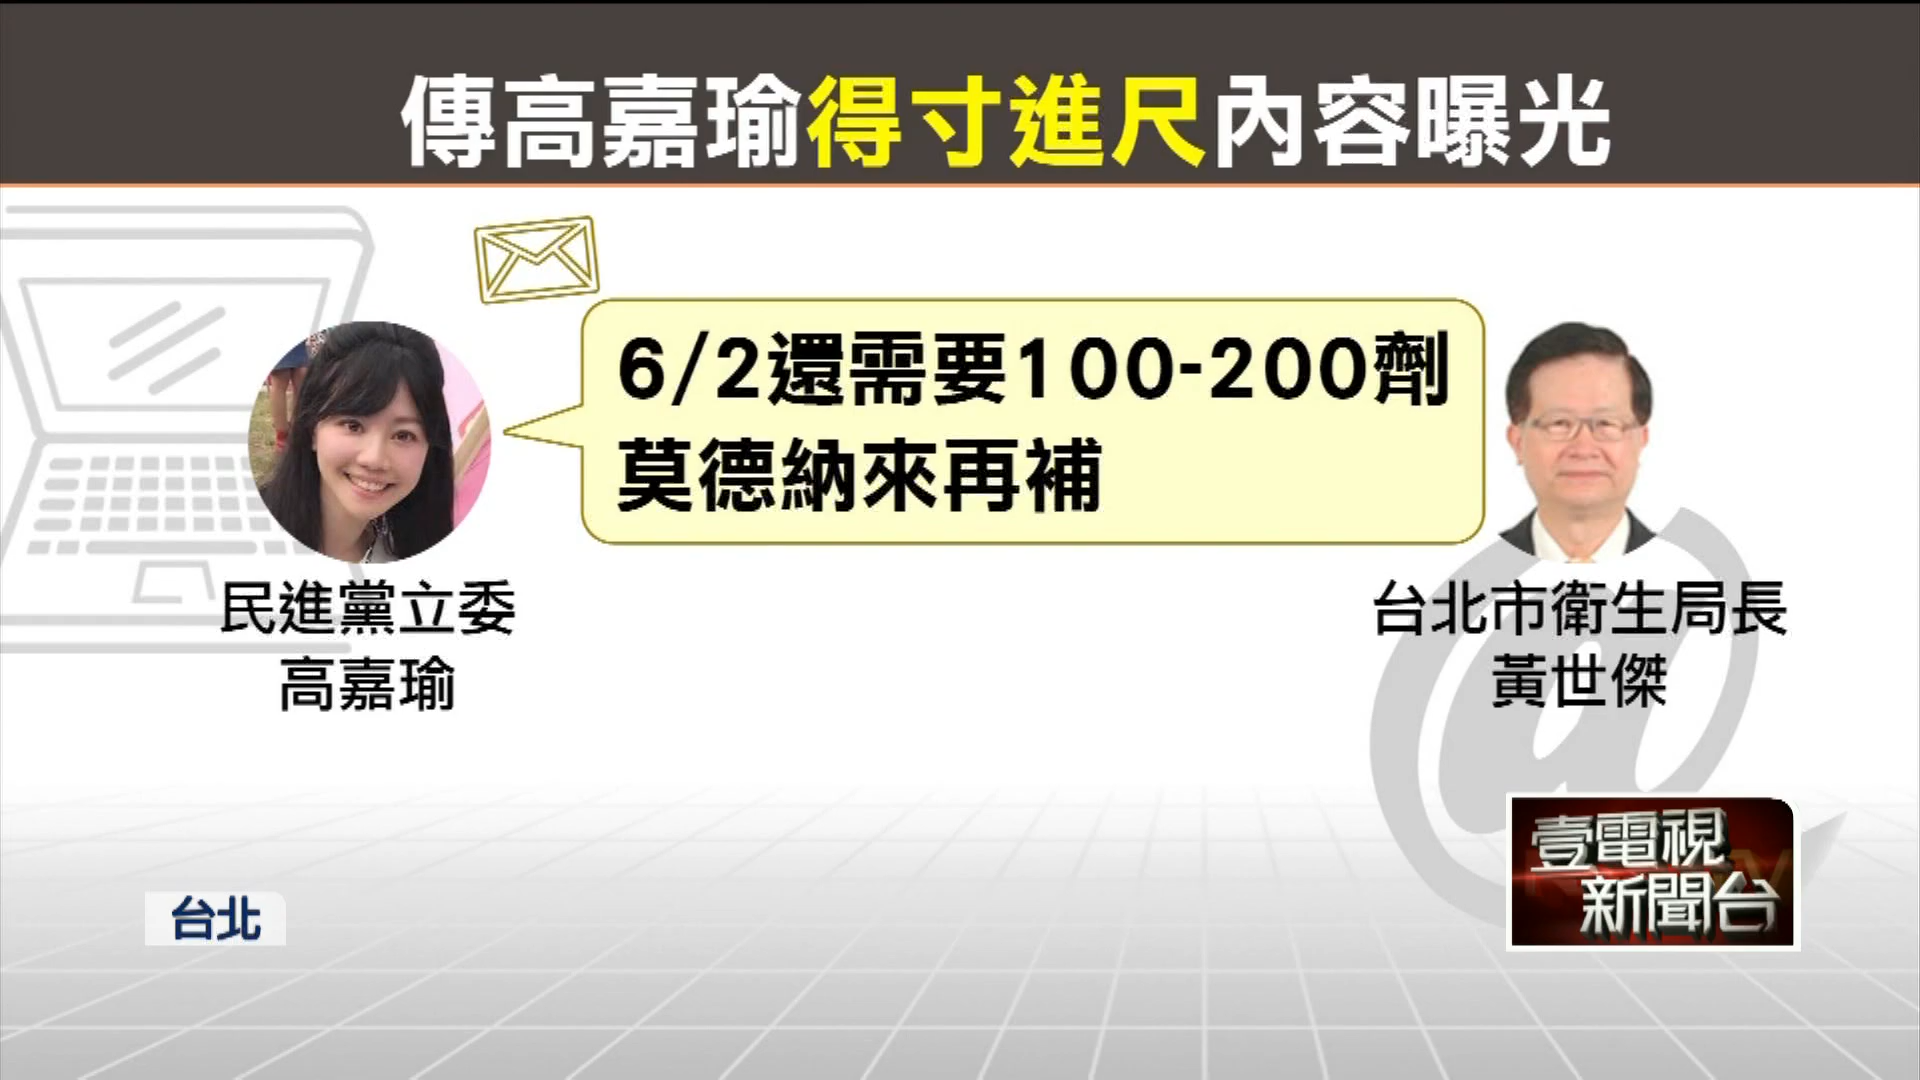 傳高嘉瑜得寸進尺內容曝光
6/2還需要100-200劑
莫德納來再補
民進黨立委
高嘉瑜
台北市衛生局長
黃世傑
壹電視
新聞台
台北